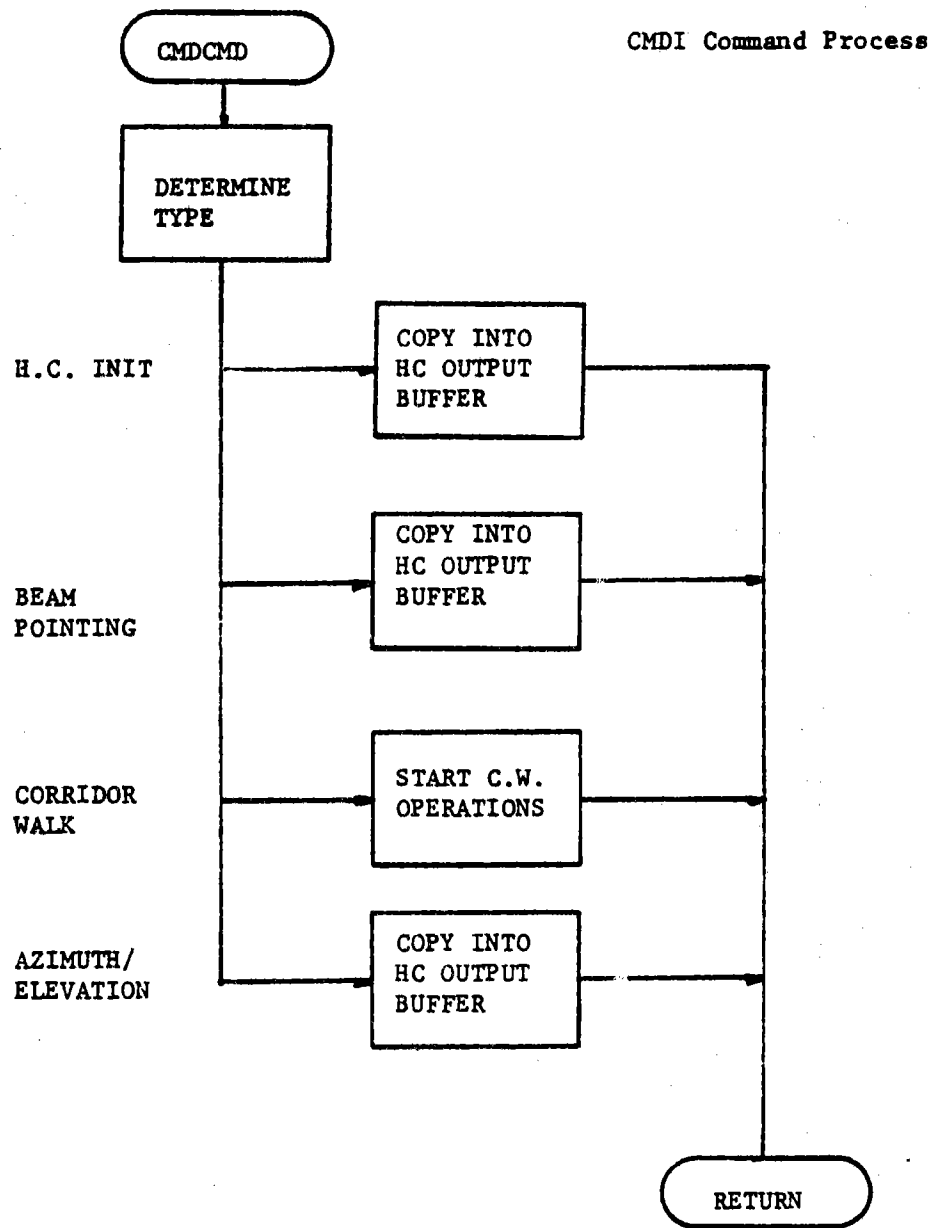 CMDI Command Process
CMDCMD
DETERMINE
TYPE
H.C. INIT
COPY INTO
HC OUTPUT
BUFFER
BEAM
POINTING
COPY INTO
HC OUTPUT
BUFFER
CORRIDOR
WALK
START C.W.
OPERATIONS
AZIMUTH/
ELEVATION
COPY INTO
HC OUTPUT
BUFFER
RETURN